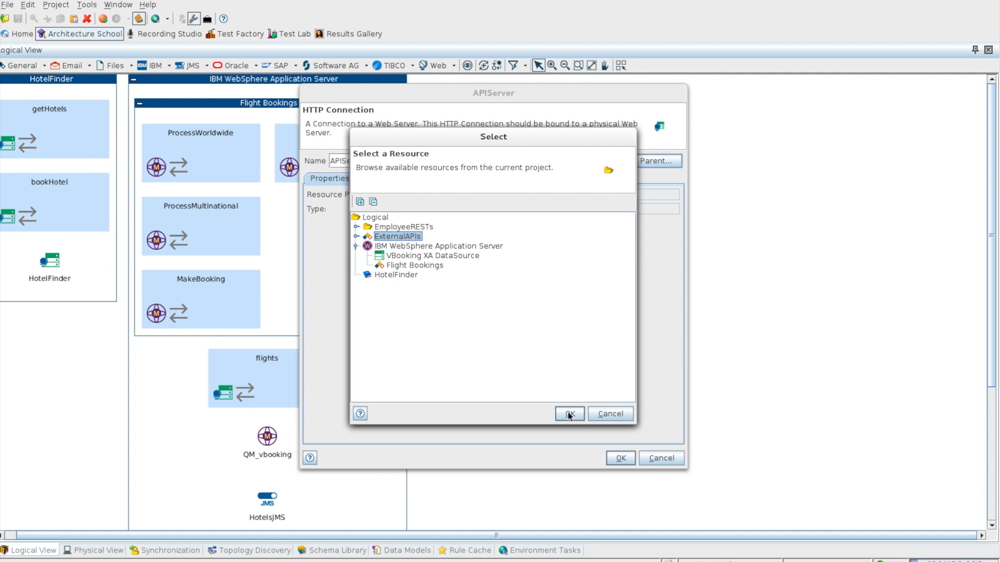 File Edit Project Tools Window Help
Home Architecture School Recording Studio Test Factory Test Lab Results Gallery
ogical View
General Email Files IBM IBM JMS JMS Oracle SAP SAP Software AG TIBCO Web
HotelFinder
IBM WebSphere Application Server
getHotels
bookHotel
HotelFinder
Flight Bookings
ProcessWorldwide
M
M
ProcessMultinational
M
MakeBooking
M
flights
M
QM_vbooking
JMS
HotelsJMS
APIServer
HTTP Connection
A Connection to a Web Server. This HTTP Connection should be bound to a physical Web
Server.
Name APISe Parent...
Properties
Resource P
Type:
Select
Select a Resource
Browse available resources from the current project.
Logical
EmployeeRESTs
ExternalAPIs
W IBM WebSphere Application Server
VBooking XA DataSource
Flight Bookings
HotelFinder
? OK Cancel
? OK Cancel
Logical View Physical View Synchronization Topology Discovery Schema Library Data Models Rule Cache Environment Tasks